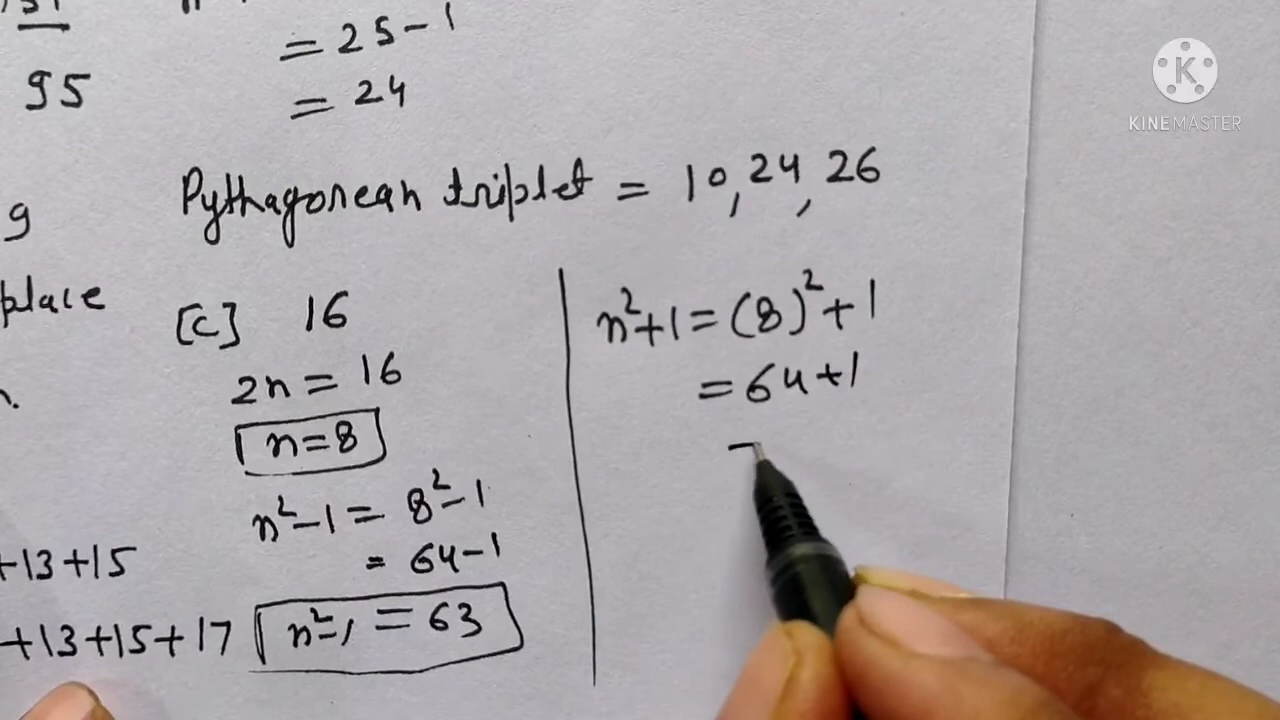 95
= 25-1
= 24
Pythagorean triplet = 10, 24, 26
9
place
[C] 16
2n = 16
n=8
n²-1 = 8²-1
= 64-1
n²-1 = 63
+13+15
+13+15+17
n²+1 = (8)²+1
= 64+1
K
KINEMASTER